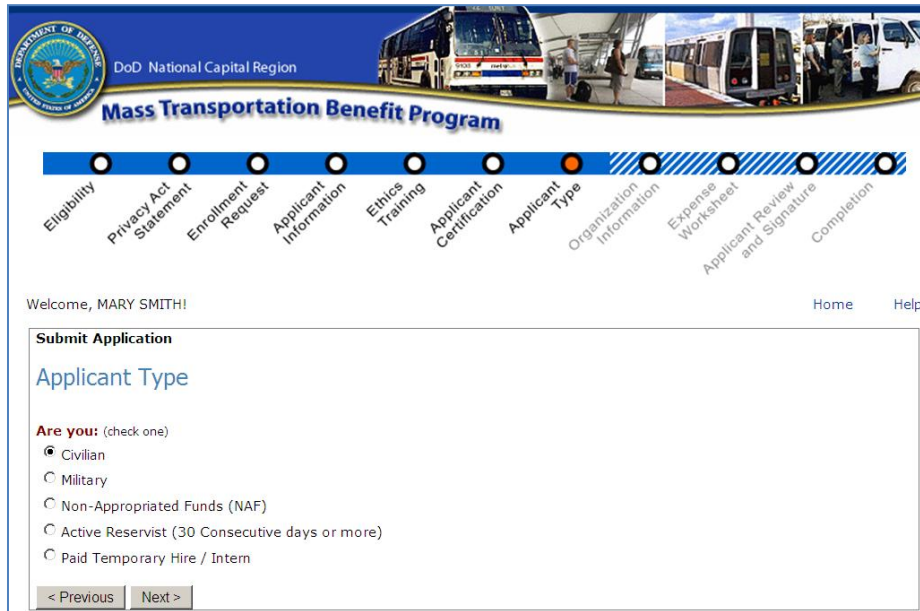 DEPARTMENT OF DEFENSE
UNITED STATES OF AMERICA
DoD National Capital Region
Mass Transportation Benefit Program
Eligibility
Privacy Act
Statement
Enrollment
Request
Applicant
Information
Ethics
Training
Applicant
Certification
Applicant
Type
Organization
Information
Expense
Worksheet
Applicant Review
and Signature
Completion
Welcome, MARY SMITH!
Home Help
Submit Application
Applicant Type
Are you: (check one)
Civilian
Military
Non-Appropriated Funds (NAF)
Active Reservist (30 Consecutive days or more)
Paid Temporary Hire / Intern
< Previous Next >